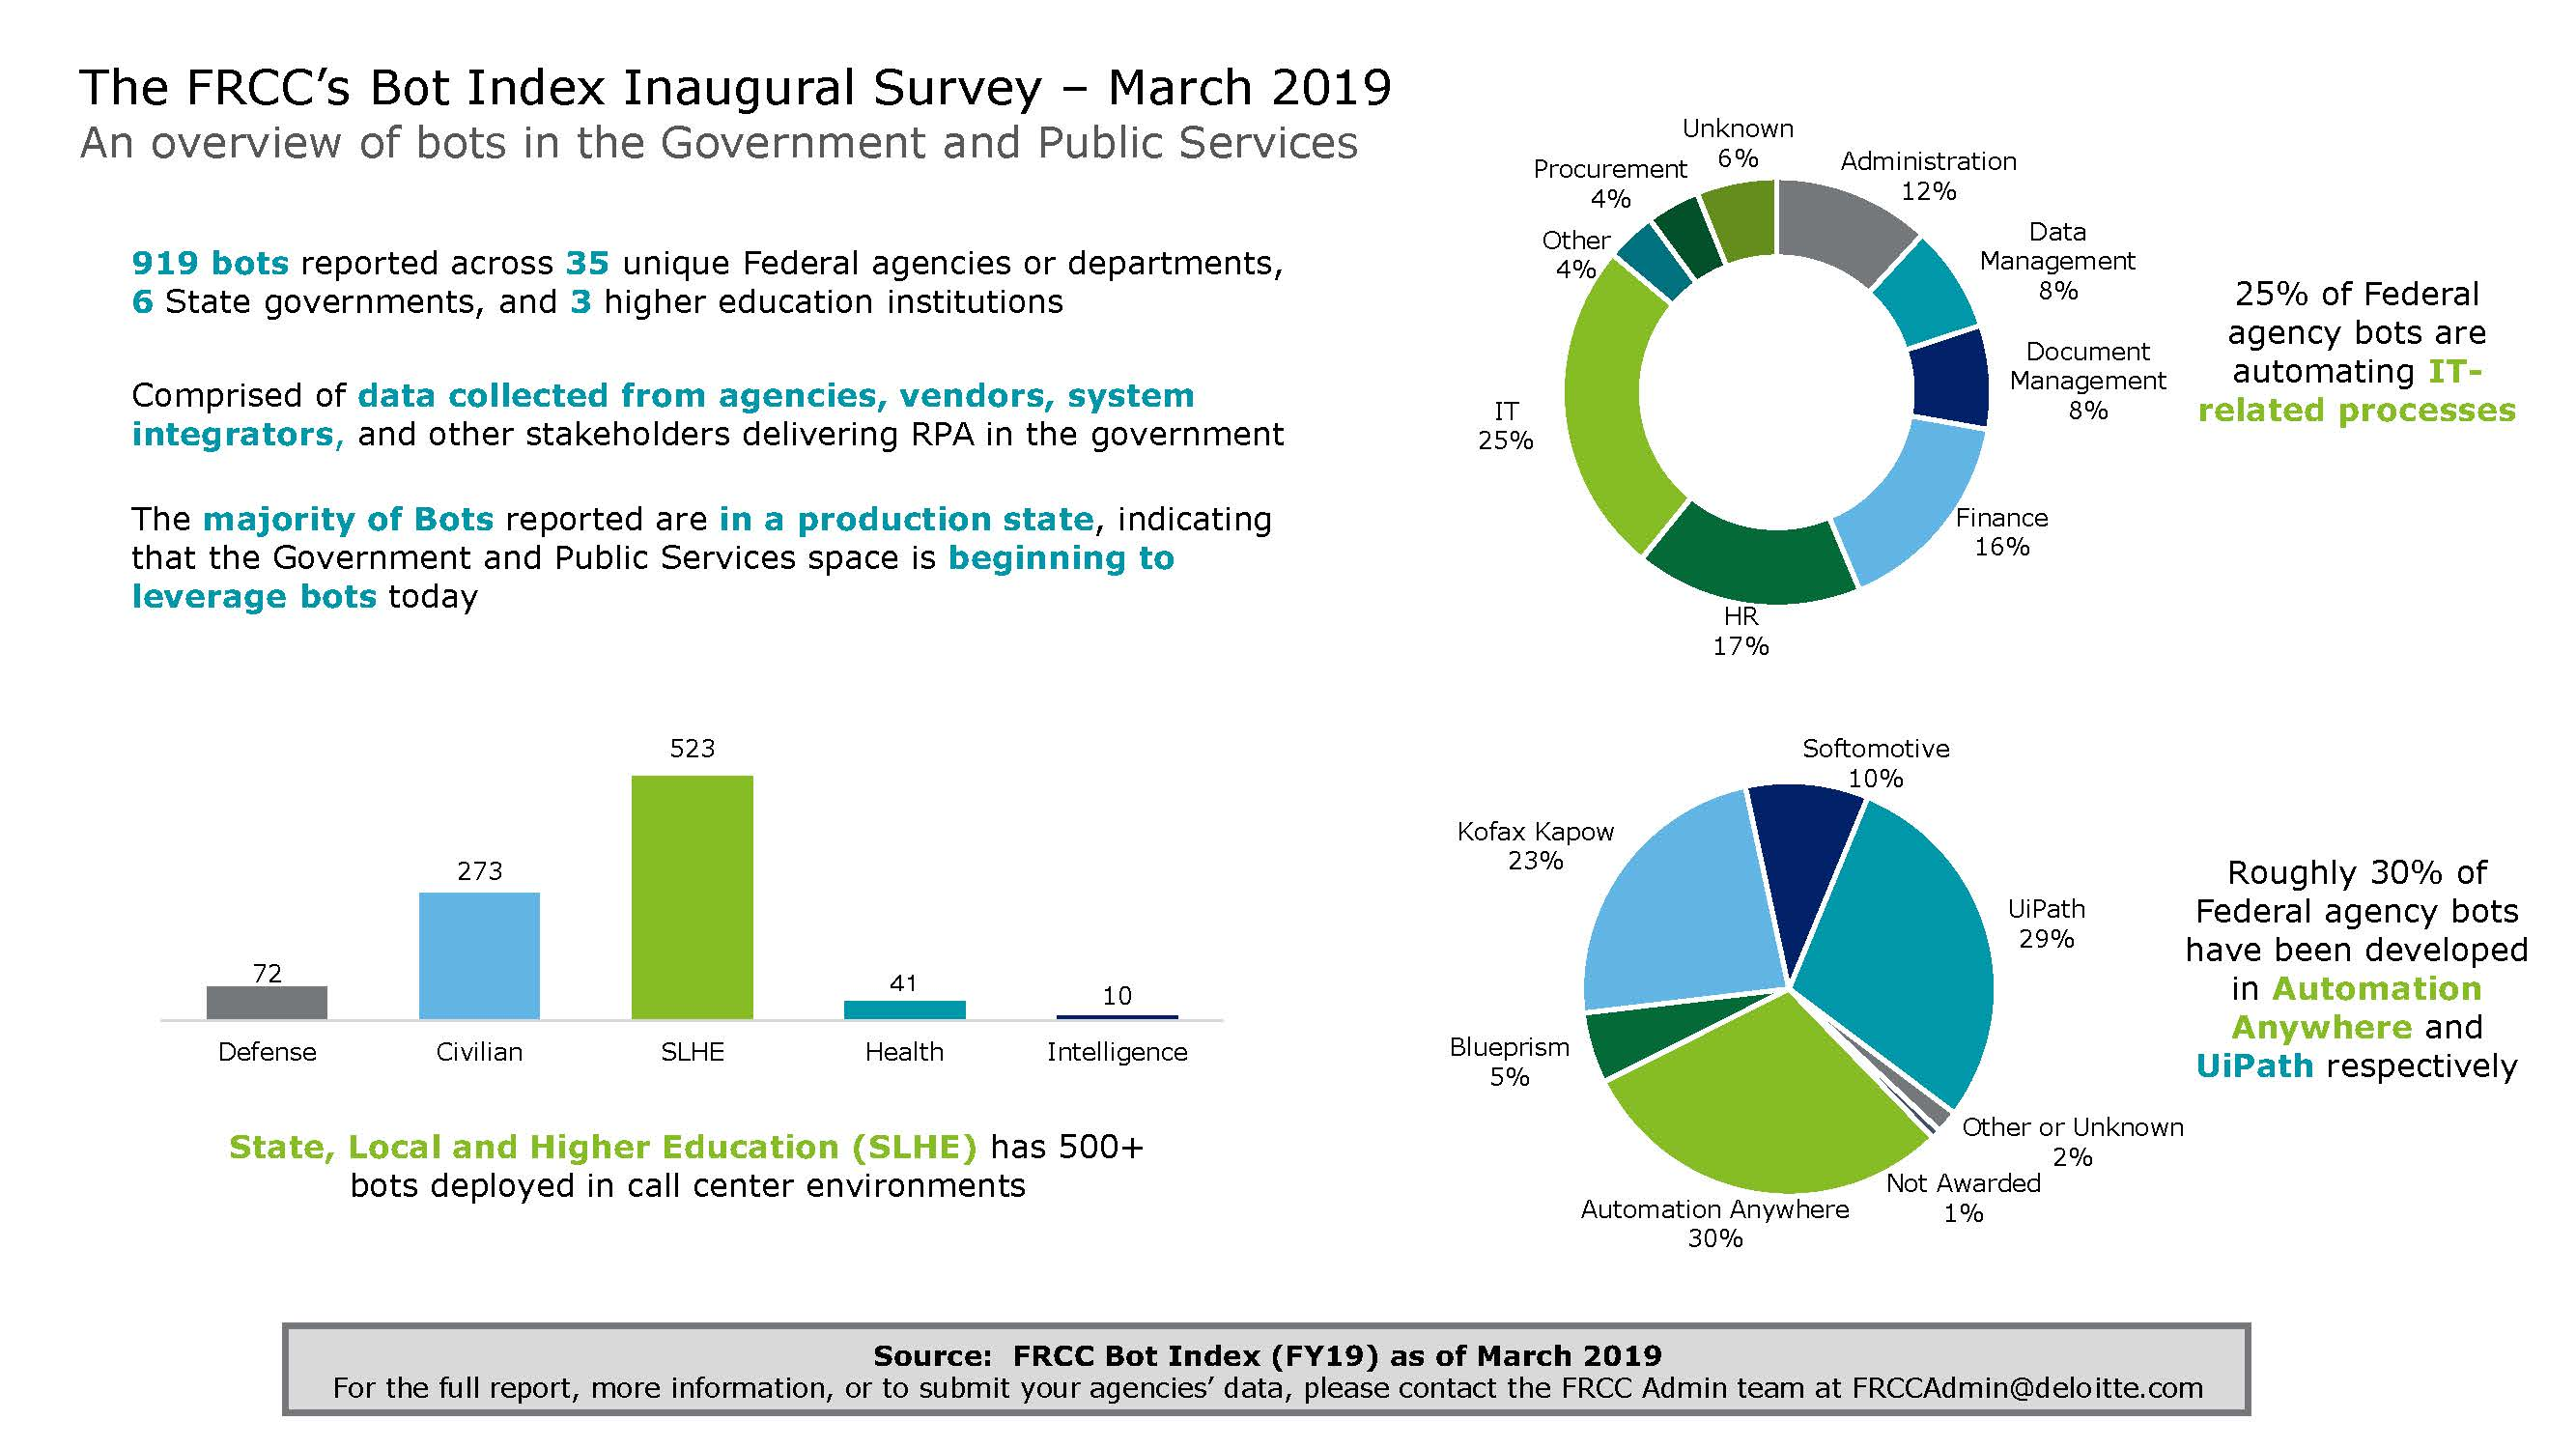 The FRCC’s Bot Index Inaugural Survey – March 2019
An overview of bots in the Government and Public Services
919 bots reported across 35 unique Federal agencies or departments,
6 State governments, and 3 higher education institutions
Comprised of data collected from agencies, vendors, system
integrators, and other stakeholders delivering RPA in the government
The majority of Bots reported are in a production state, indicating
that the Government and Public Services space is beginning to
leverage bots today
Unknown
6%
Administration
12%
Data
Management
8%
Document
Management
8%
Finance
16%
HR
17%
IT
25%
Other
4%
Procurement
4%
25% of Federal
agency bots are
automating IT-
related processes
523
273
72
41
10
Defense
Civilian
SLHE
Health
Intelligence
State, Local and Higher Education (SLHE) has 500+
bots deployed in call center environments
Softomotive
10%
UiPath
29%
Other or Unknown
2%
Not Awarded
1%
Automation Anywhere
30%
Blueprism
5%
Kofax Kapow
23%
Roughly 30% of
Federal agency bots
have been developed
in Automation
Anywhere and
UiPath respectively
Source: FRCC Bot Index (FY19) as of March 2019
For the full report, more information, or to submit your agencies’ data, please contact the FRCC Admin team at FRCCAdmin@deloitte.com